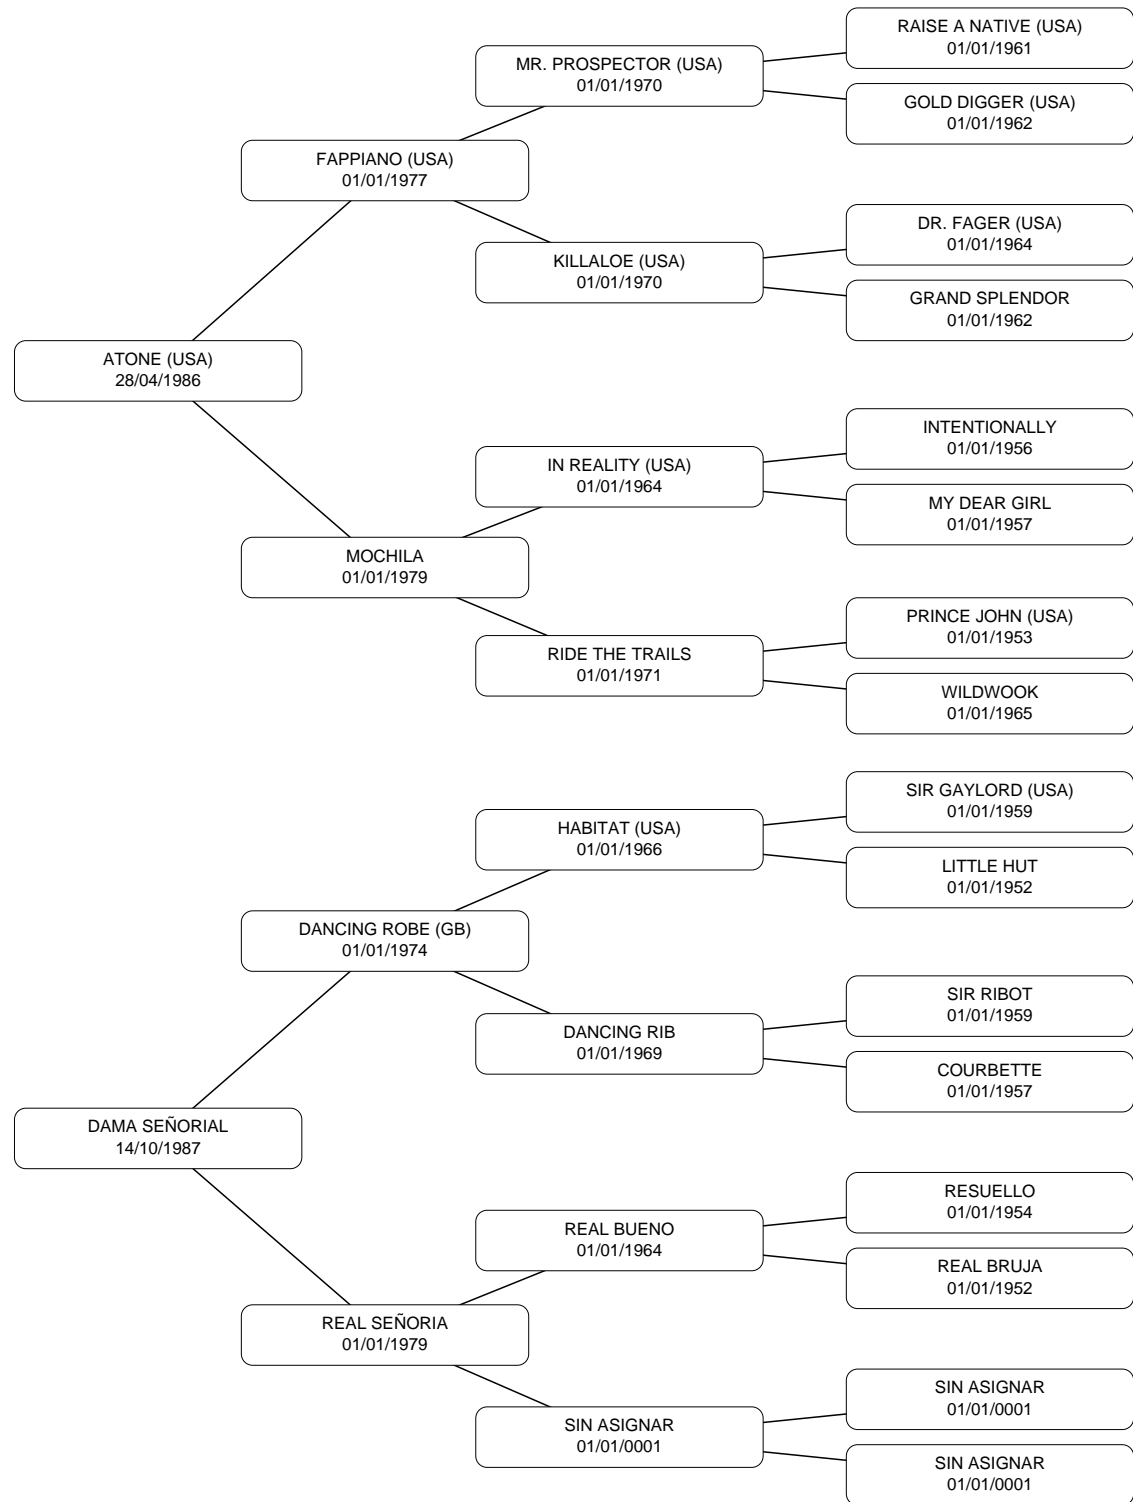 RAISE A NATIVE (USA)
01/01/1961
MR. PROSPECTOR (USA)
01/01/1970
GOLD DIGGER (USA)
01/01/1962
FAPPIANO (USA)
01/01/1977
DR. FAGER (USA)
01/01/1964
KILLALOE (USA)
01/01/1970
GRAND SPLENDOR
01/01/1962
ATONE (USA)
28/04/1986
INTENTIONALLY
01/01/1956
IN REALITY (USA)
01/01/1964
MY DEAR GIRL
01/01/1957
MOCHILA
01/01/1979
PRINCE JOHN (USA)
01/01/1953
RIDE THE TRAILS
01/01/1971
WILDWOOK
01/01/1965
SIR GAYLORD (USA)
01/01/1959
HABITAT (USA)
01/01/1966
LITTLE HUT
01/01/1952
DANCING ROBE (GB)
01/01/1974
SIR RIBOT
01/01/1959
DANCING RIB
01/01/1969
COURBETTE
01/01/1957
DAMA SEÑORIAL
14/10/1987
RESUELLO
01/01/1954
REAL BUENO
01/01/1964
REAL BRUJA
01/01/1952
REAL SEÑORIA
01/01/1979
SIN ASIGNAR
01/01/0001
SIN ASIGNAR
01/01/0001
SIN ASIGNAR
01/01/0001